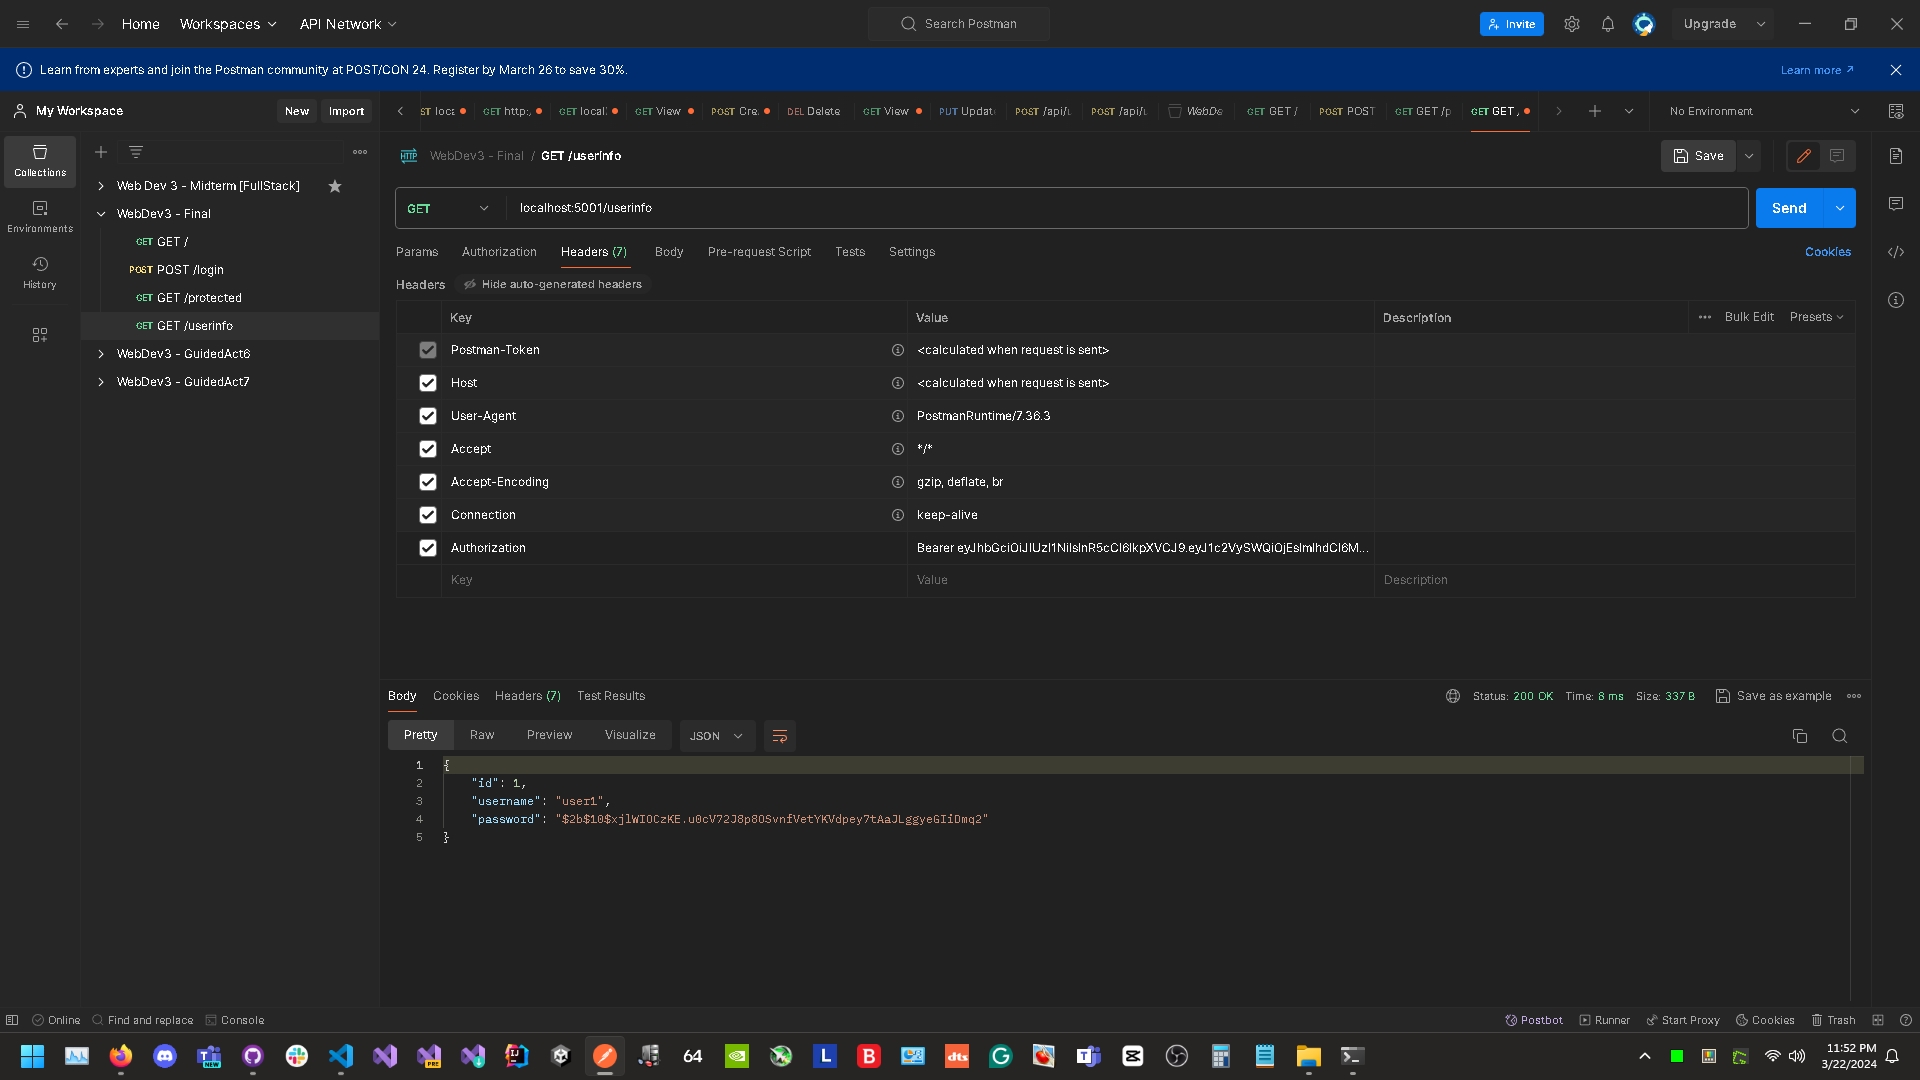 Home Workspaces API Network Search Postman Invite Upgrade
Learn from experts and join the Postman community at POST/CON 24. Register by March 26 to save 30%. Learn more
My Workspace New Import
ST loca GET http:, GET local: GET View POST Cre. DEL Delete GET View PUT Updat POST /api/u POST /api/u WebDe GET GET / POST POST GET GET /p GET GET , No Environment
Collections
Environments
History
Web Dev 3 - Midterm [FullStack]
WebDev3 - Final
GET GET /
POST POST /login
GET GET /protected
GET GET /userinfo
WebDev3 - GuidedAct6
WebDev3 - GuidedAct7
HTTP WebDev3 - Final / GET /userinfo Save
GET localhost:5001/userinfo Send
Params Authorization Headers (7) Body Pre-request Script Tests Settings Cookies
Headers Hide auto-generated headers
Key Value Description Bulk Edit Presets
Postman-Token <calculated when request is sent>
Host <calculated when request is sent>
User-Agent PostmanRuntime/7.36.3
Accept */*
Accept-Encoding gzip, deflate, br
Connection keep-alive
Authorization Bearer
Key Value Description
Body Cookies Headers (7) Test Results Status: 200 OK Time: 8 ms Size: 337 B Save as example
Pretty Raw Preview Visualize JSON
1 {
2 "id": 1,
3 "username": "user1",
4 "password":
5 }
Online Find and replace Console Postbot Runner Start Proxy Cookies Trash
NEW PRE 64 L B dts G
11:52 PM
3/22/2024